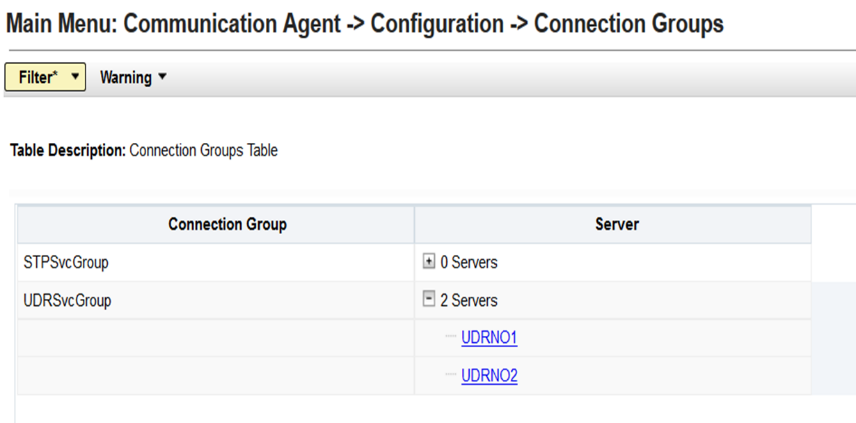 Main Menu: Communication Agent -> Configuration -> Connection Groups
Filter* ▼ Warning ▼
Table Description: Connection Groups Table
Connection Group Server
STPSvcGroup 0 Servers
UDRSvcGroup 2 Servers
UDRNO1
UDRNO2